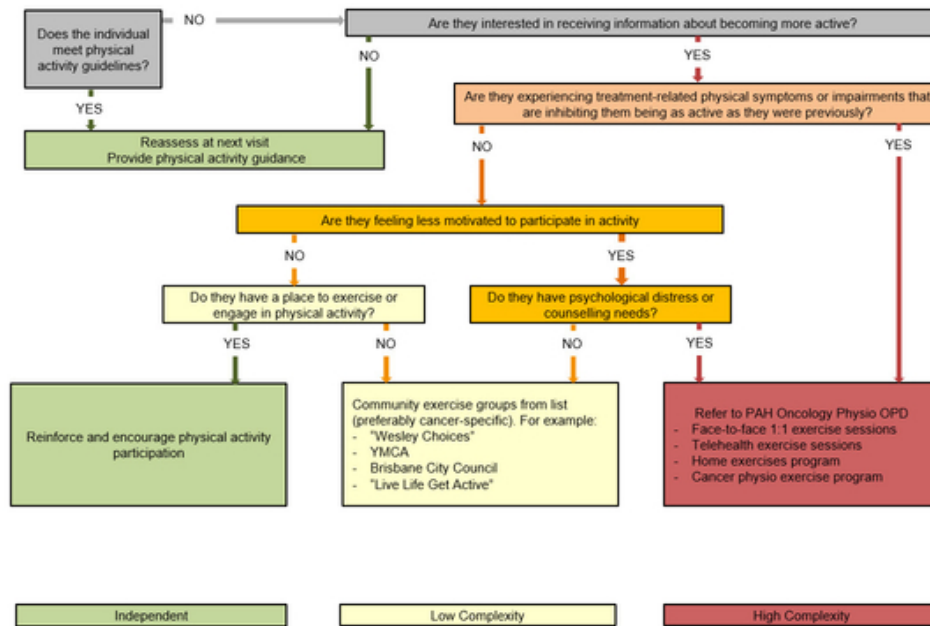 NO
Are they interested in receiving information about becoming more active?
Does the individual
meet physical
activity guidelines?
NO
YES
YES
Are they experiencing treatment-related physical symptoms or impairments that
are inhibiting them being as active as they were previously?
Reassess at next visit
Provide physical activity guidance
NO
YES
Are they feeling less motivated to participate in activity
NO
YES
Do they have a place to exercise or
engage in physical activity?
Do they have psychological distress or
counselling needs?
YES
NO
NO
YES
Reinforce and encourage physical activity
participation
Community exercise groups from list
(preferably cancer-specific). For example:
- "Wesley Choices"
- YMCA
- Brisbane City Council
- "Live Life Get Active"
Refer to PAH Oncology Physio OPD
- Face-to-face 1:1 exercise sessions
- Telehealth exercise sessions
- Home exercises program
- Cancer physio exercise program
Independent
Low Complexity
High Complexity